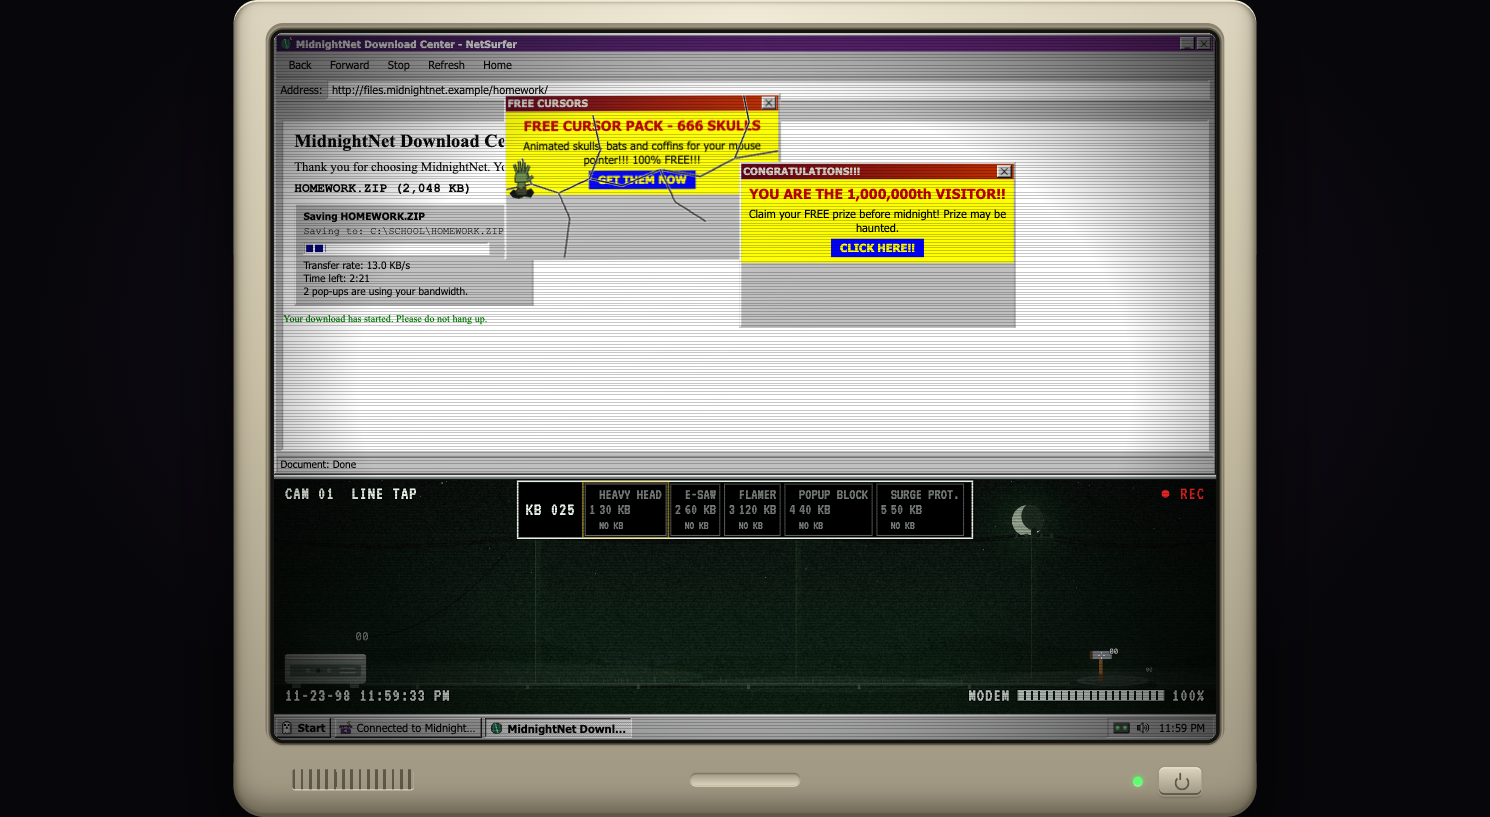 MidnightNet Download Center - NetSurfer
Back Forward Stop Refresh Home
Address: http://files.midnightnet.example/homework/
MidnightNet Download Ce
Thank you for choosing MidnightNet. Yo
HOMEWORK.ZIP (2,048 KB)
Saving HOMEWORK.ZIP
Saving to: C:\SCHOOL\HOMEWORK.ZIP
Transfer rate: 13.0 KB/s
Time left: 2:21
2 pop-ups are using your bandwidth.
Your download has started. Please do not hang up.
FREE CURSORS
FREE CURSOR PACK - 666 SKULLS
Animated skulls, bats and coffins for your mouse
pointer!!! 100% FREE!!!
GET THEM NOW
CONGRATULATIONS!!!
YOU ARE THE 1,000,000th VISITOR!!
Claim your FREE prize before midnight! Prize may be
haunted.
CLICK HERE!!
Document: Done
CAM 01 LINE TAP
KB 025
HEAVY HEAD
1 30 KB
NO KB
E-SAW
2 60 KB
NO KB
FLAMER
3 120 KB
NO KB
POPUP BLOCK
4 40 KB
NO KB
SURGE PROT.
5 50 KB
NO KB
REC
00
00
11-23-98 11:59:33 PM
MODEM 100%
Start
Connected to Midnight...
MidnightNet Downl...
11:59 PM